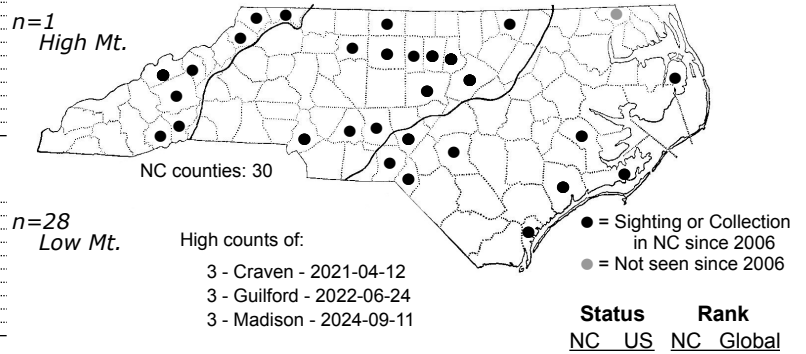 n=1
High Mt.
NC counties: 30
n=28
Low Mt.
High counts of:
3 - Craven - 2021-04-12
3 - Guilford - 2022-06-24
3 - Madison - 2024-09-11
= Sighting or Collection
in NC since 2006
= Not seen since 2006
Status Rank
NC US NC Global